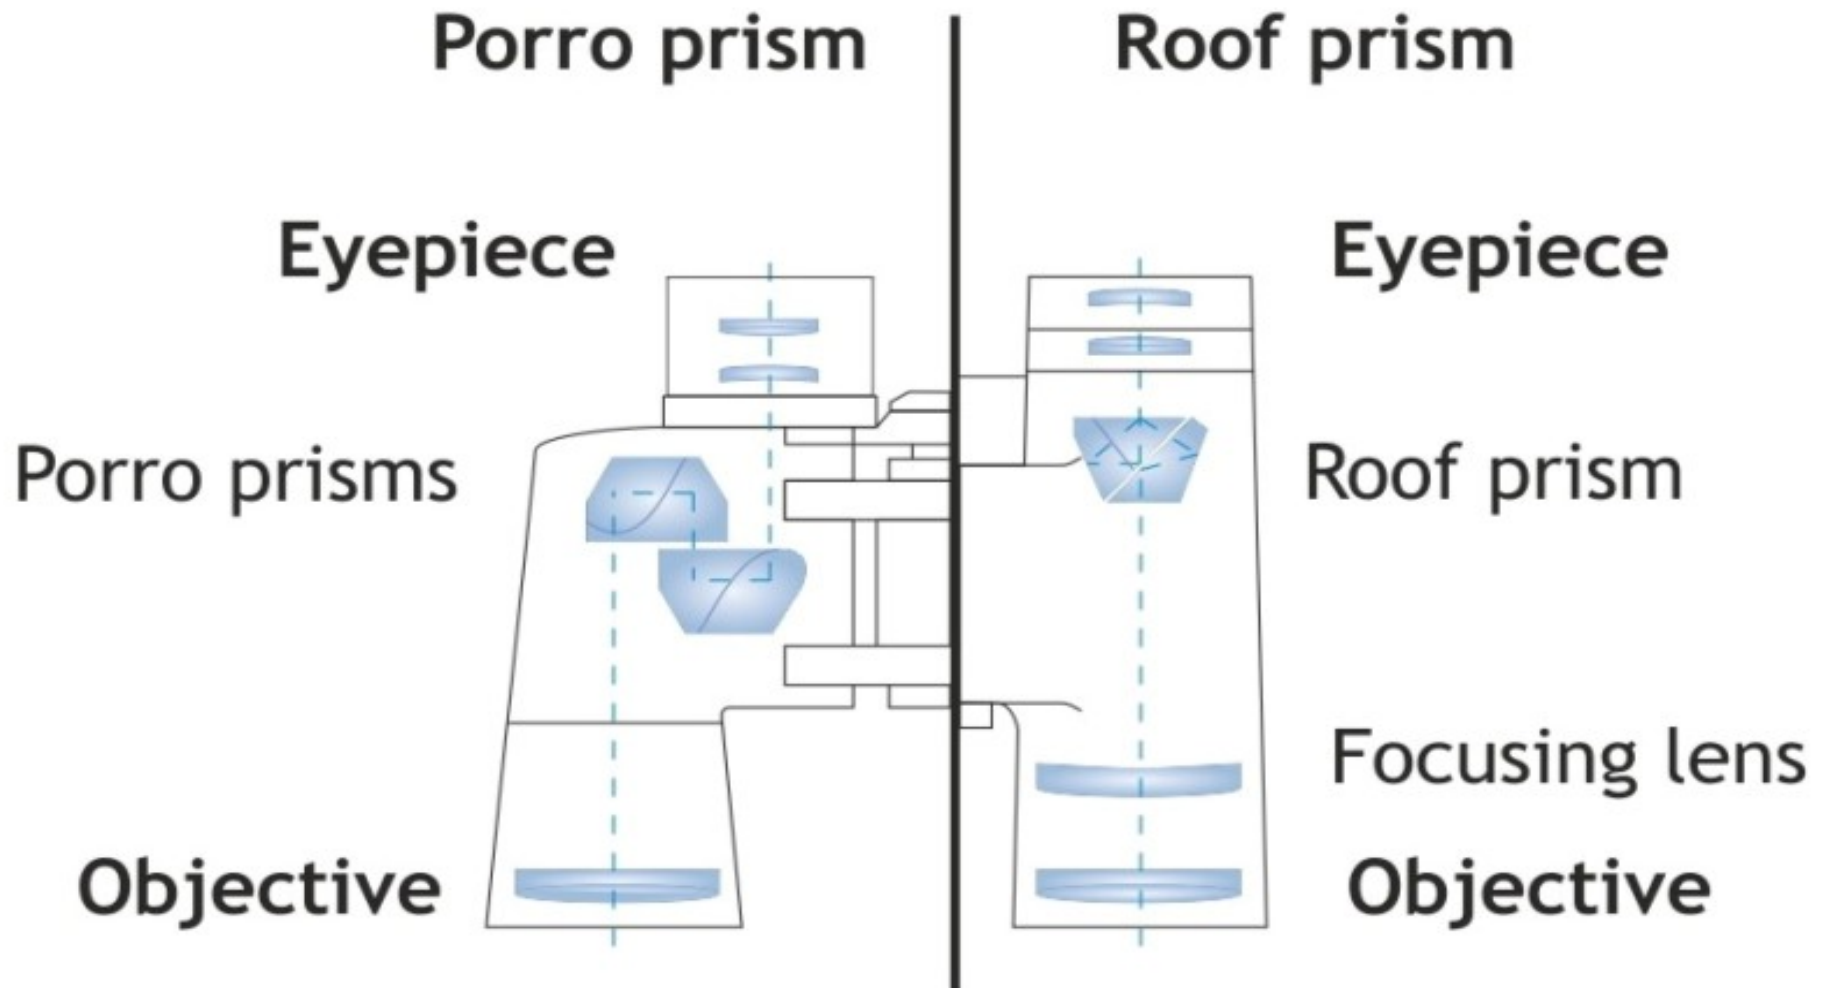 Porro prism
Roof prism
Eyepiece
Eyepiece
Porro prisms
Roof prism
Focusing lens
Objective
Objective